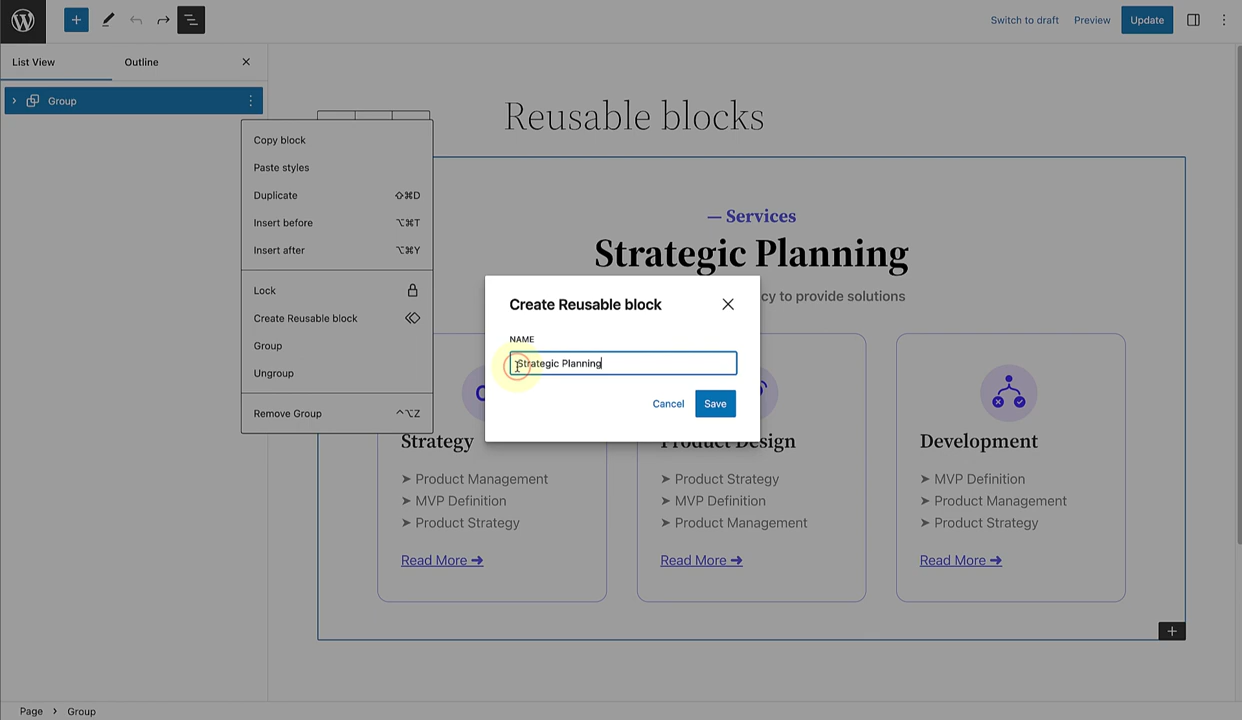 Switch to draft Preview Update
List View Outline
Group
Copy block
Paste styles
Duplicate ⇧⌘D
Insert before ⌥⌘T
Insert after ⌥⌘Y
Lock
Create Reusable block
Group
Ungroup
Remove Group ^⌥Z
Reusable blocks
— Services
Strategic Planning
cy to provide solutions
Create Reusable block
NAME
Strategic Planning
Cancel Save
Strategy
➤ Product Management
➤ MVP Definition
➤ Product Strategy
Read More ➜
Product Design
➤ Product Strategy
➤ MVP Definition
➤ Product Management
Read More ➜
Development
➤ MVP Definition
➤ Product Management
➤ Product Strategy
Read More ➜
Page > Group